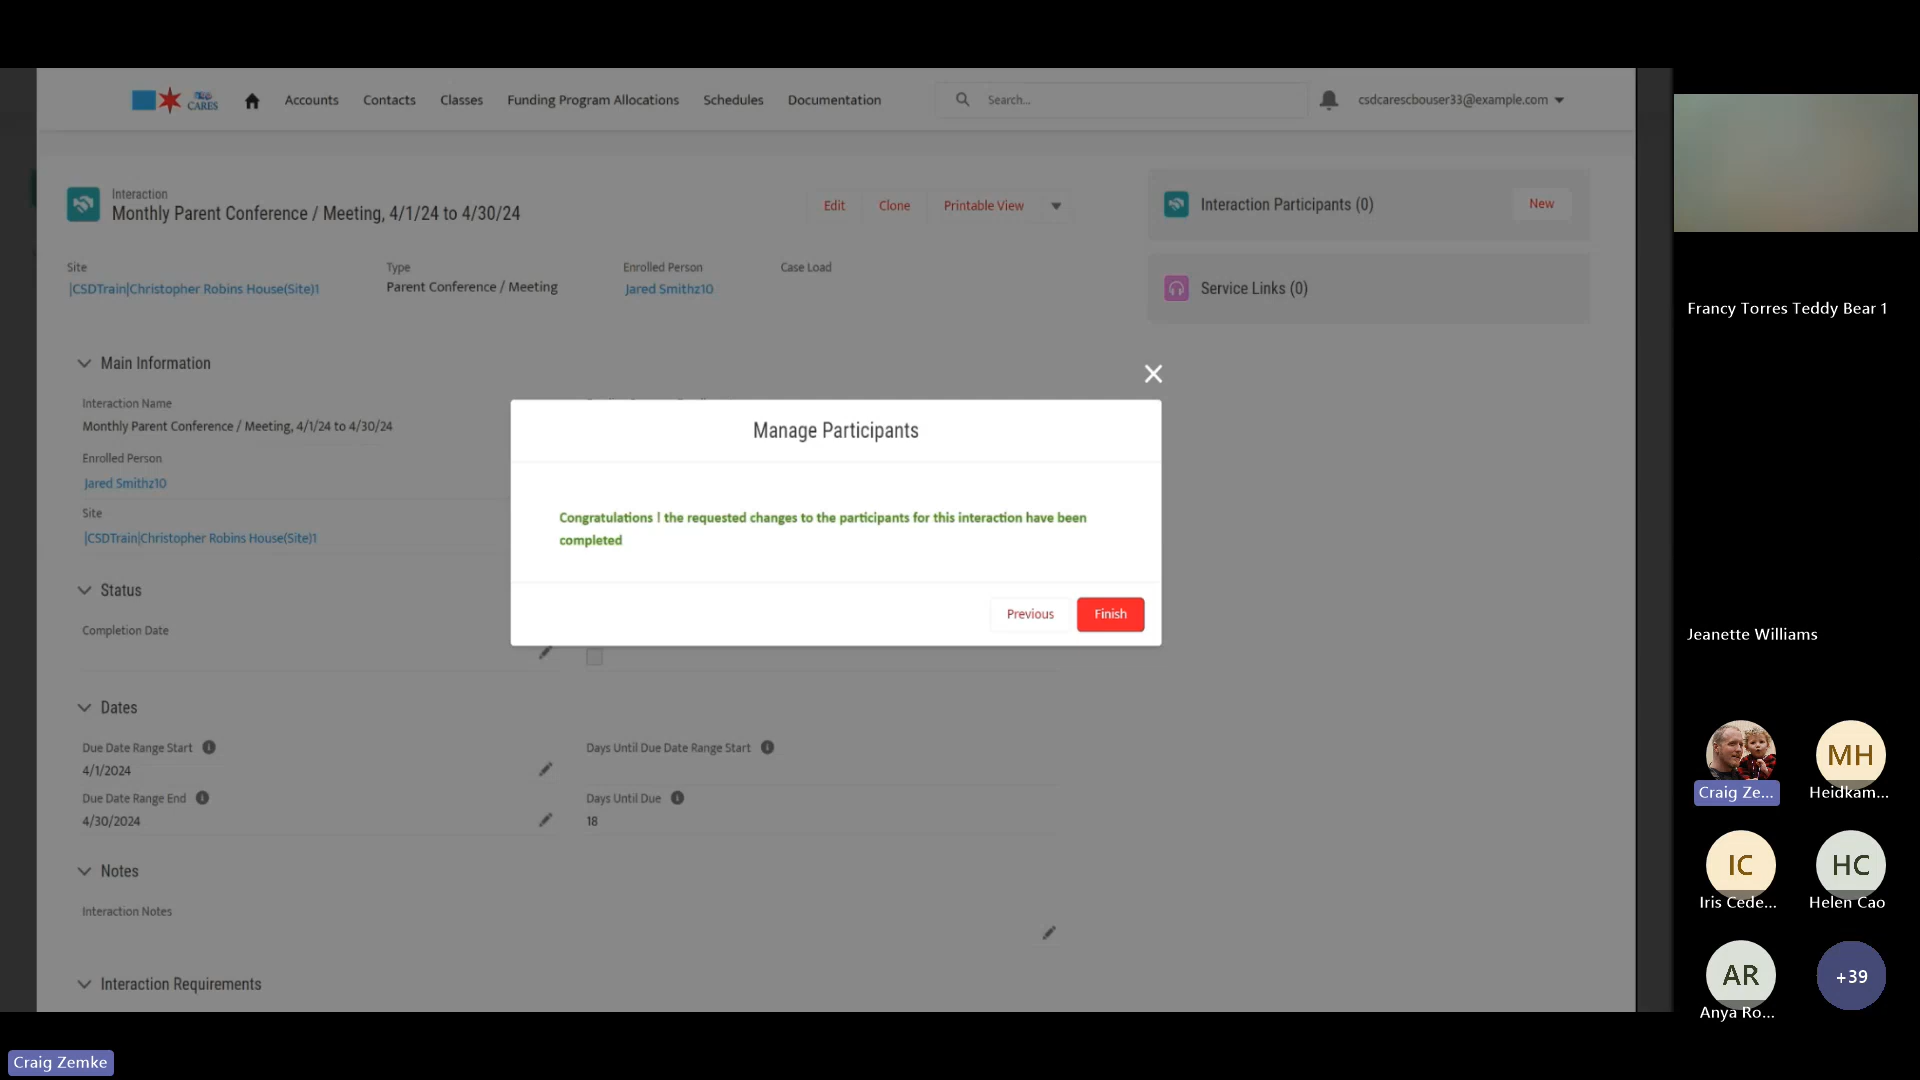 CARES
Accounts
Contacts
Classes
Funding Program Allocations
Schedules
Documentation
Search...
csdcarescbouser33@example.com
Interaction
Monthly Parent Conference / Meeting, 4/1/24 to 4/30/24
Edit
Clone
Printable View
Interaction Participants (0)
New
Site
|CSDTrain|Christopher Robins House(Site)1
Type
Parent Conference / Meeting
Enrolled Person
Jared Smithz10
Case Load
Service Links (0)
Main Information
Interaction Name
Monthly Parent Conference / Meeting, 4/1/24 to 4/30/24
Enrolled Person
Jared Smithz10
Site
|CSDTrain|Christopher Robins House(Site)1
Manage Participants
Congratulations ! the requested changes to the participants for this interaction have been
completed
Previous
Finish
Status
Completion Date
Dates
Due Date Range Start
4/1/2024
Days Until Due Date Range Start
Due Date Range End
4/30/2024
Days Until Due
18
Notes
Interaction Notes
Interaction Requirements
Francy Torres Teddy Bear 1
Jeanette Williams
Craig Ze...
MH
Heidkam...
IC
Iris Cede...
HC
Helen Cao
AR
Anya Ro...
+39
Craig Zemke